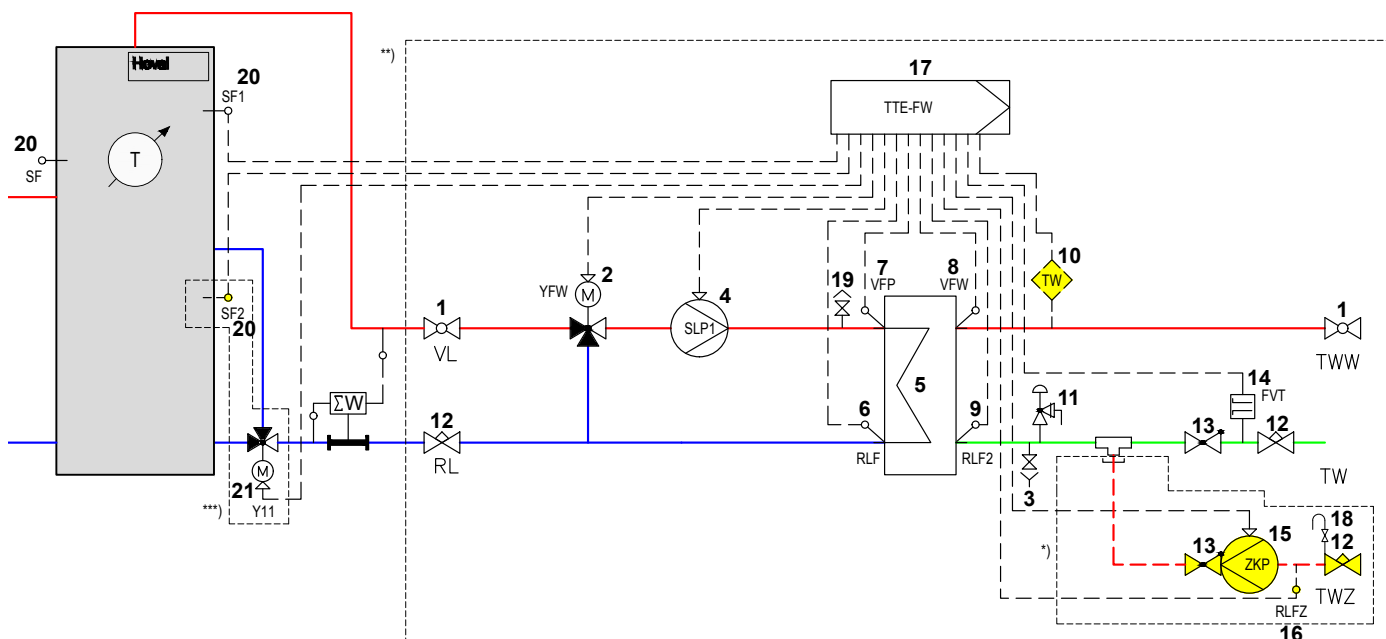 **)
Hoval
20
SF1
17
TTE-FW
20
SF
T
10
TW
2
YFW
M
4
SLP1
19
7
VFP
8
VFW
1
VL
1
TWW
SF2
20
5
ΣW
12
RL
6
RLF
9
RLF2
11
14
FVT
13
12
TW
3
M
21
Y11
***)
*)
13
15
ZKP
18
12
TWZ
RLFZ
16